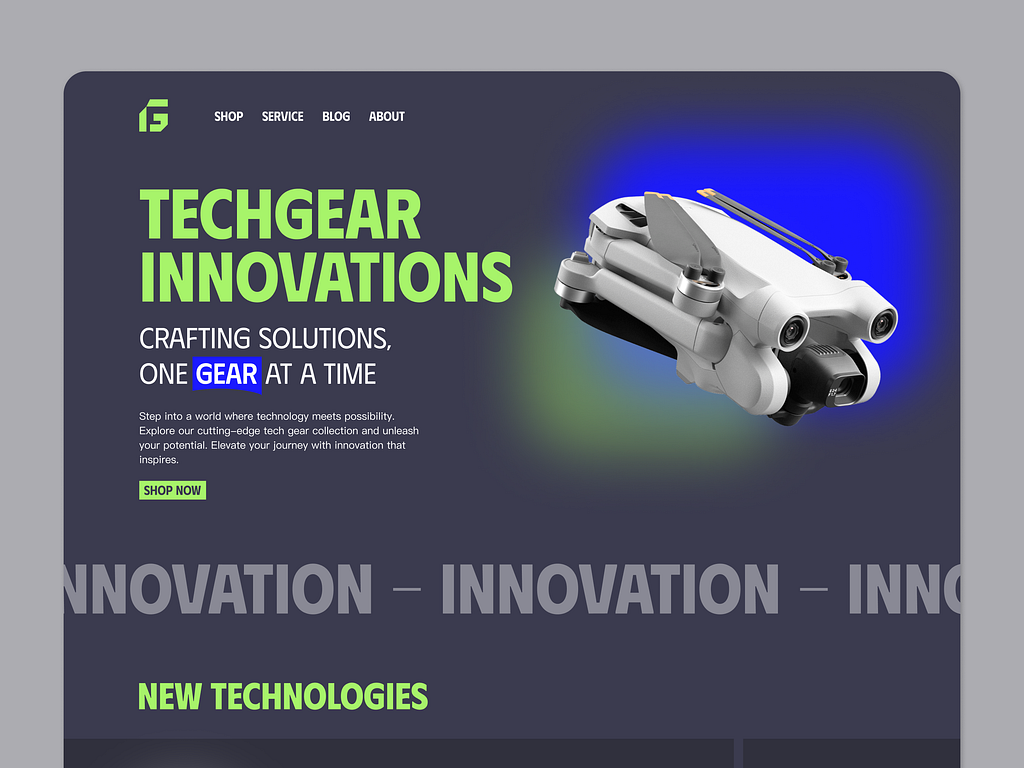 SHOP SERVICE BLOG ABOUT
TECHGEAR
INNOVATIONS
CRAFTING SOLUTIONS,
ONE GEAR AT A TIME
Step into a world where technology meets possibility.
Explore our cutting–edge tech gear collection and unleash
your potential. Elevate your journey with innovation that
inspires.
SHOP NOW
NNOVATION – INNOVATION – INNO
NEW TECHNOLOGIES